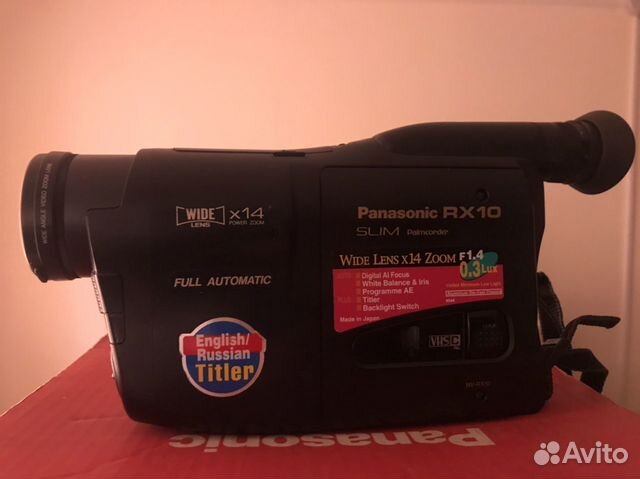 WIDE ANGLE VIDEO ZOOM LENS
WIDE x14
LENS POWER ZOOM
FULL AUTOMATIC
English/
Russian
Titler
Panasonic RX10
SLIM Palmcorder
WIDE LENS X14 ZOOM F1.4
0.3 Lux
Digital AI Focus
White Balance & Iris
Programme AE
Titler
Backlight Switch
Made in Japan
VHS C
NV-RX10
Panasonic
Avito